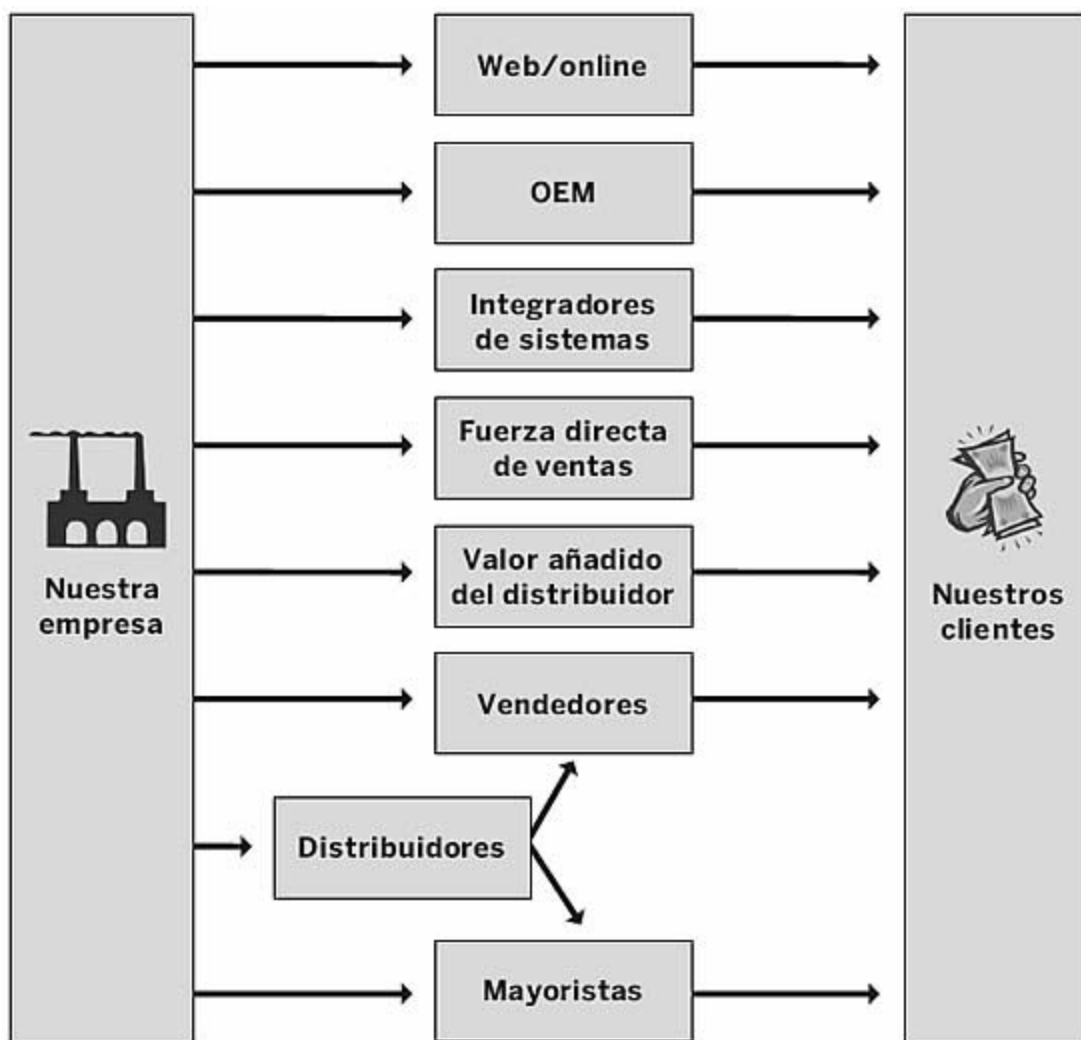 Web/online
OEM
Integradores
de sistemas
Fuerza directa
de ventas
Nuestra
empresa
Valor añadido
del distribuidor
Nuestros
clientes
Vendedores
Distribuidores
Mayoristas